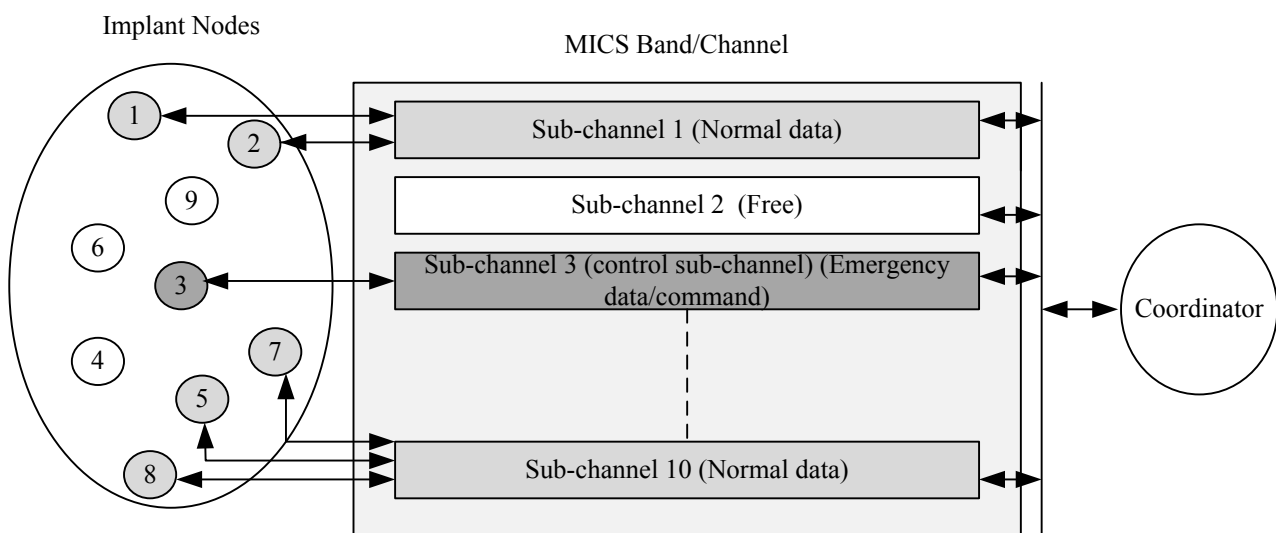 Implant Nodes
MICS Band/Channel
1
Sub-channel 1 (Normal data)
2
9
Sub-channel 2 (Free)
6
Sub-channel 3 (control sub-channel) (Emergency
data/command)
3
Coordinator
7
4
5
8
Sub-channel 10 (Normal data)